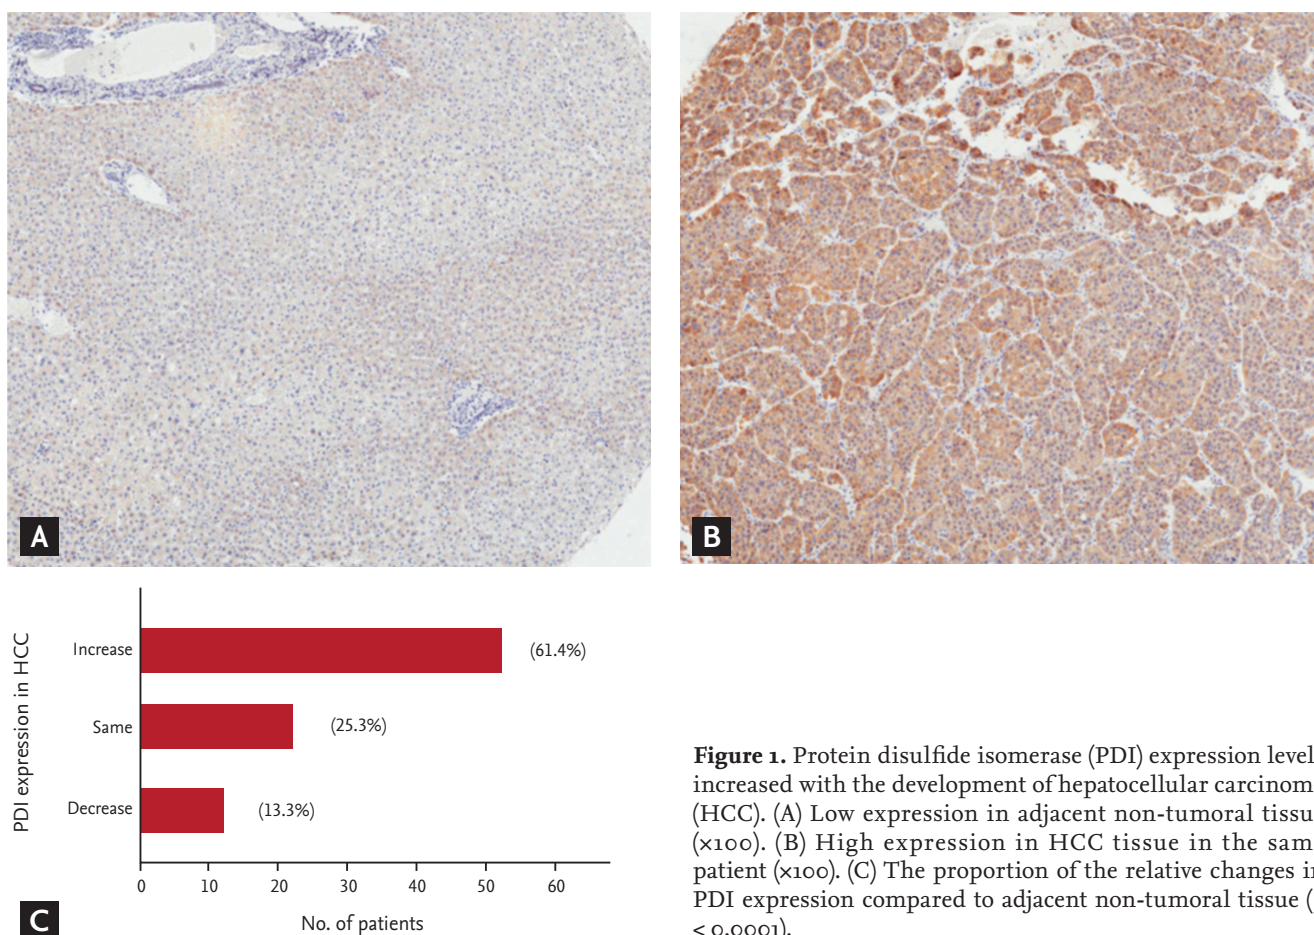 A
B
PDI expression in HCC
Increase
(61.4%)
Same
(25.3%)
Decrease
(13.3%)
0 10 20 30 40 50 60
No. of patients
C
Figure 1. Protein disulfide isomerase (PDI) expression level
increased with the development of hepatocellular carcinom
(HCC). (A) Low expression in adjacent non-tumoral tissu
(×100). (B) High expression in HCC tissue in the sam
patient (×100). (C) The proportion of the relative changes i
PDI expression compared to adjacent non-tumoral tissue (
< 0.0001).